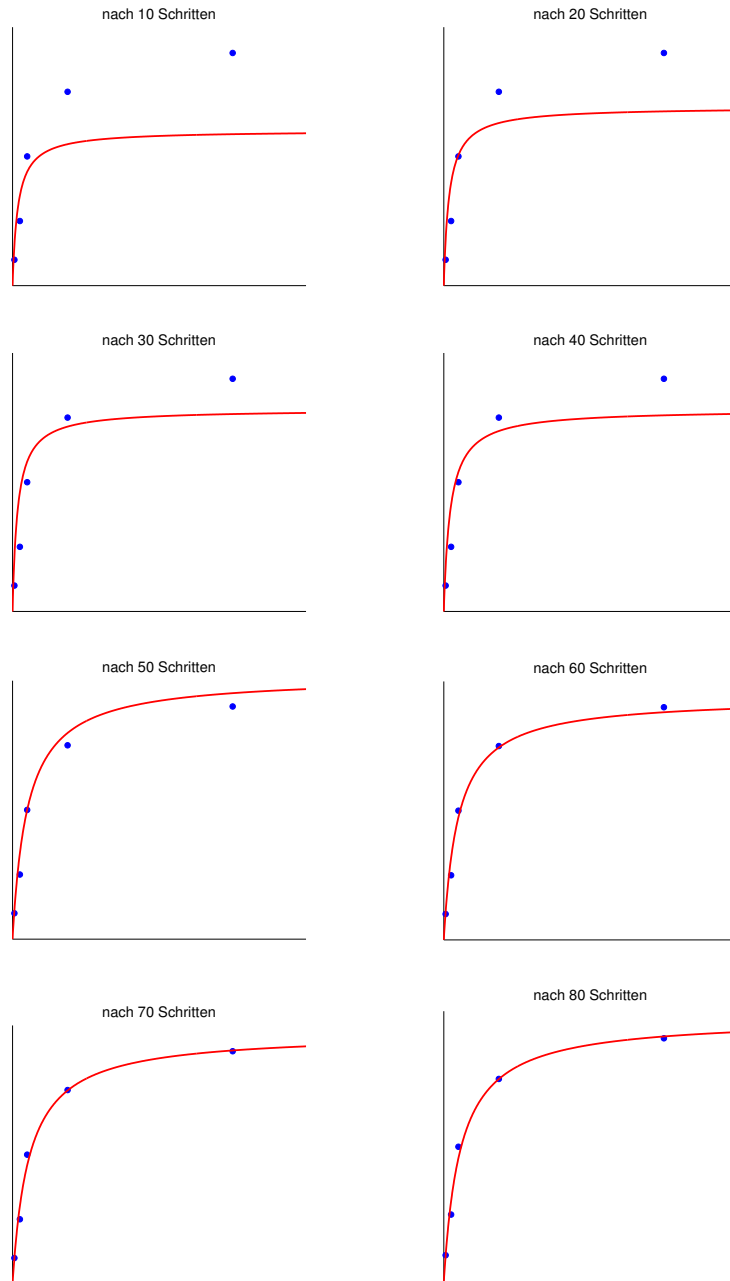 nach 10 Schritten
nach 20 Schritten
nach 30 Schritten
nach 40 Schritten
nach 50 Schritten
nach 60 Schritten
nach 70 Schritten
nach 80 Schritten